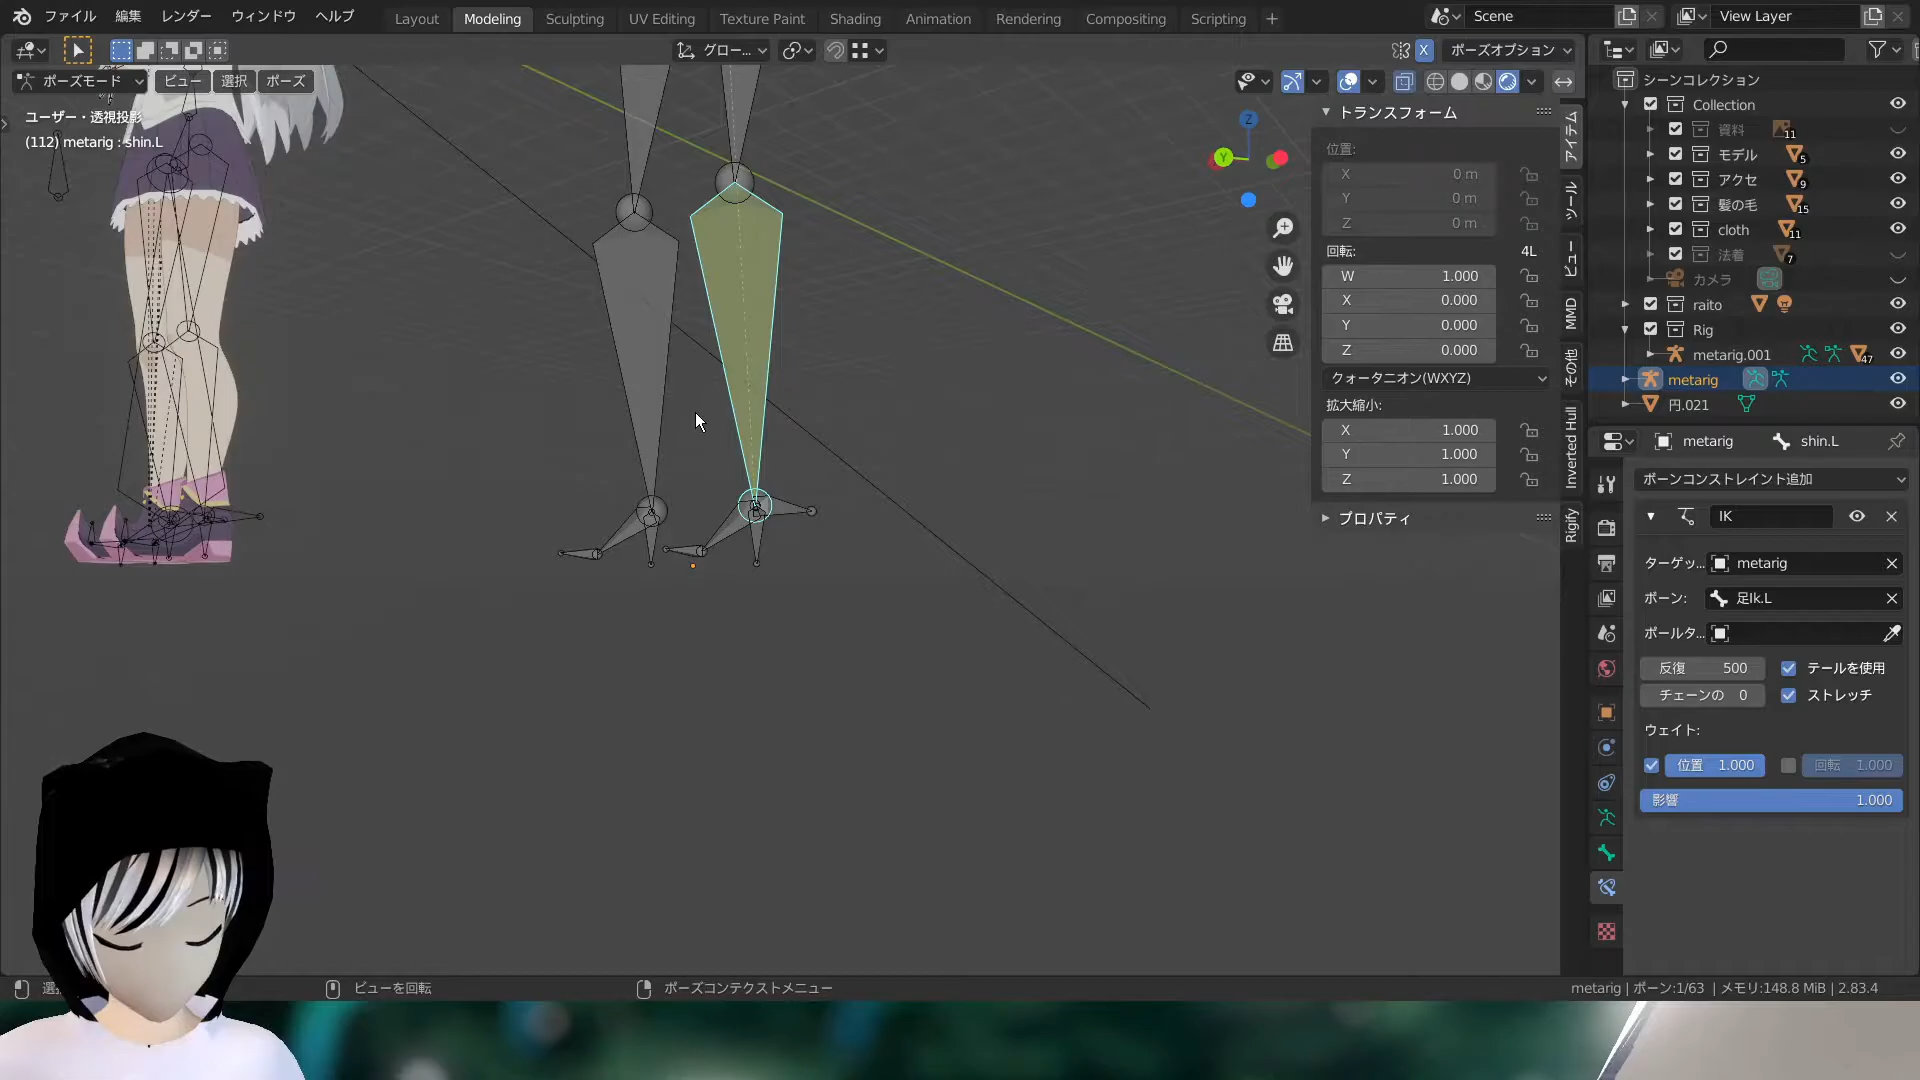 ファイル 編集 レンダー ウィンドウ ヘルプ Layout Modeling Sculpting UV Editing Texture Paint Shading Animation Rendering Compositing Scripting + Scene View Layer
グロー... X ポーズオプション
ポーズモード ビュー 選択 ポーズ
ユーザー・透視投影
(112) metarig : shin.L
Z
Y
トランスフォーム
位置:
X 0 m
Y 0 m
Z 0 m
回転: 4L
W 1.000
X 0.000
Y 0.000
Z 0.000
クォータニオン(WXYZ)
拡大縮小:
X 1.000
Y 1.000
Z 1.000
プロパティ
アイテム
ツール
ビュー
MMD
その他
Inverted Hull
Rigify
シーンコレクション
Collection
資料 11
モデル 5
アクセ 9
髪の毛 15
cloth 11
法着 7
カメラ
raito
Rig
metarig.001 47
metarig
円.021
metarig shin.L
ボーンコンストレイント追加
IK
ターゲッ... metarig
ボーン: 足Ik.L
ポールタ...
反復 500 テールを使用
チェーンの 0 ストレッチ
ウェイト:
位置 1.000 回転 1.000
影響 1.000
選 ビューを回転 ポーズコンテクストメニュー metarig | ボーン:1/63 | メモリ:148.8 MiB | 2.83.4